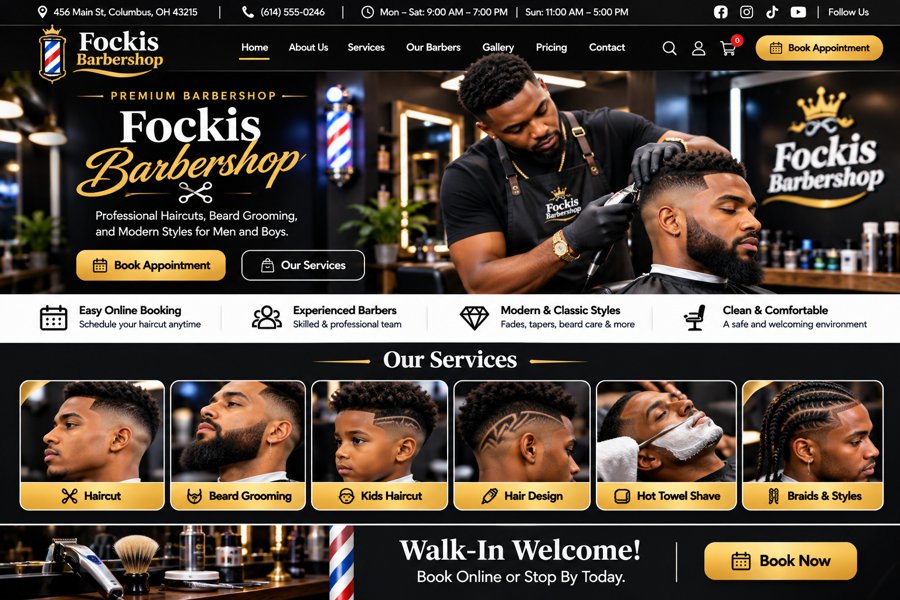 456 Main St, Columbus, OH 43215
(614) 555-0246
Mon – Sat: 9:00 AM – 7:00 PM | Sun: 11:00 AM – 5:00 PM
Follow Us
Fockis
Barbershop
Home
About Us
Services
Our Barbers
Gallery
Pricing
Contact
0
Book Appointment
PREMIUM BARBERSHOP
Fockis
Barbershop
Professional Haircuts, Beard Grooming,
and Modern Styles for Men and Boys.
Book Appointment
Our Services
Fockis
Barbershop
Fockis
Barbershop
Easy Online Booking
Schedule your haircut anytime
Experienced Barbers
Skilled & professional team
Modern & Classic Styles
Fades, tapers, beard care & more
Clean & Comfortable
A safe and welcoming environment
Our Services
Haircut
Beard Grooming
Kids Haircut
Hair Design
Hot Towel Shave
Braids & Styles
Walk-In Welcome!
Book Online or Stop By Today.
Book Now